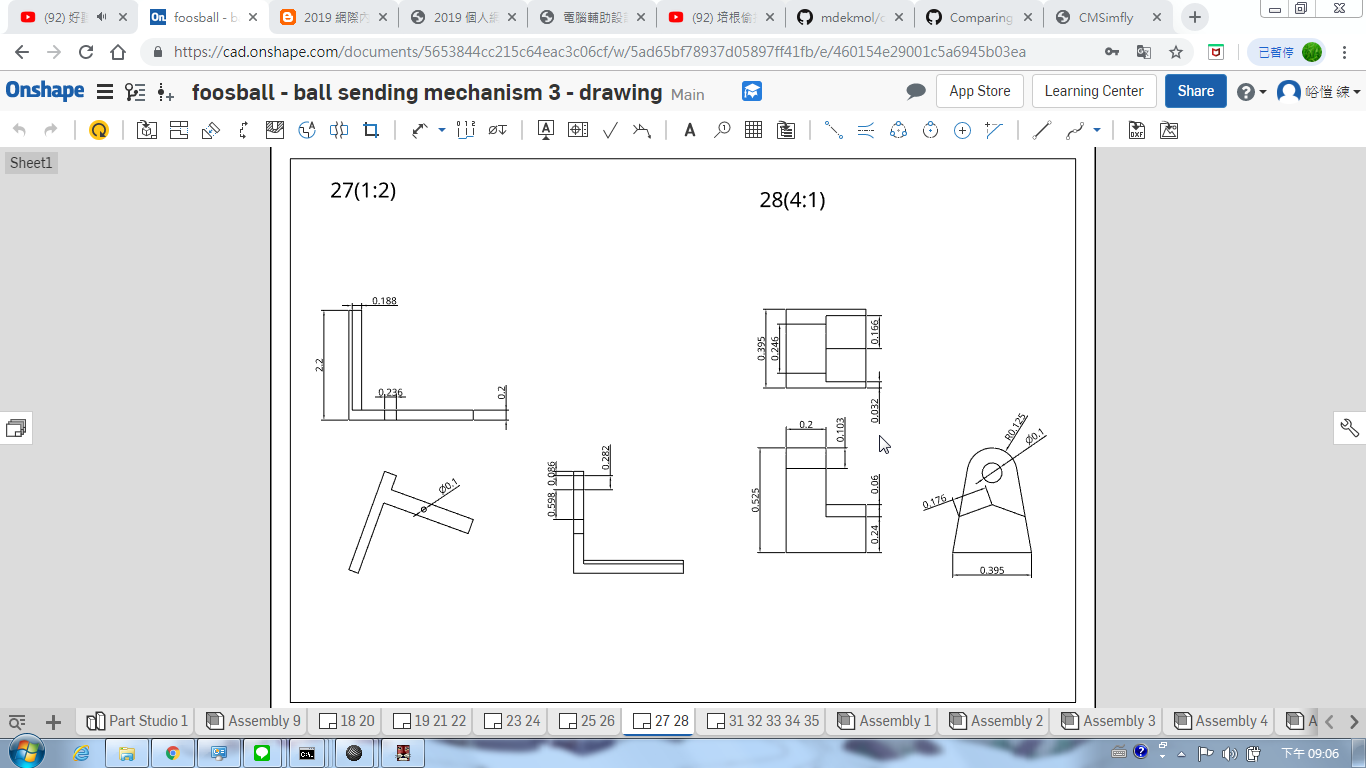 (92) 好聽
foosball - b
2019 網際內
2019 個人網
電腦輔助設
(92) 培根偷
mdekmol/c
Comparing
CMSimfly
https://cad.onshape.com/documents/5653844cc215c64eac3c06cf/w/5ad65bf78937d05897ff41fb/e/460154e29001c5a6945b03ea
已暫停
Onshape
foosball - ball sending mechanism 3 - drawing Main
App Store
Learning Center
Share
峪愷 練
Sheet1
27(1:2)
28(4:1)
0.188
2.2
0.236
0.2
Ø0.1
0.086
0.282
0.598
0.395
0.246
0.166
0.032
0.2
0.103
0.525
0.06
0.24
R0.125
Ø0.1
0.176
0.395
Part Studio 1
Assembly 9
18 20
19 21 22
23 24
25 26
27 28
31 32 33 34 35
Assembly 1
Assembly 2
Assembly 3
Assembly 4
A
下午 09:06